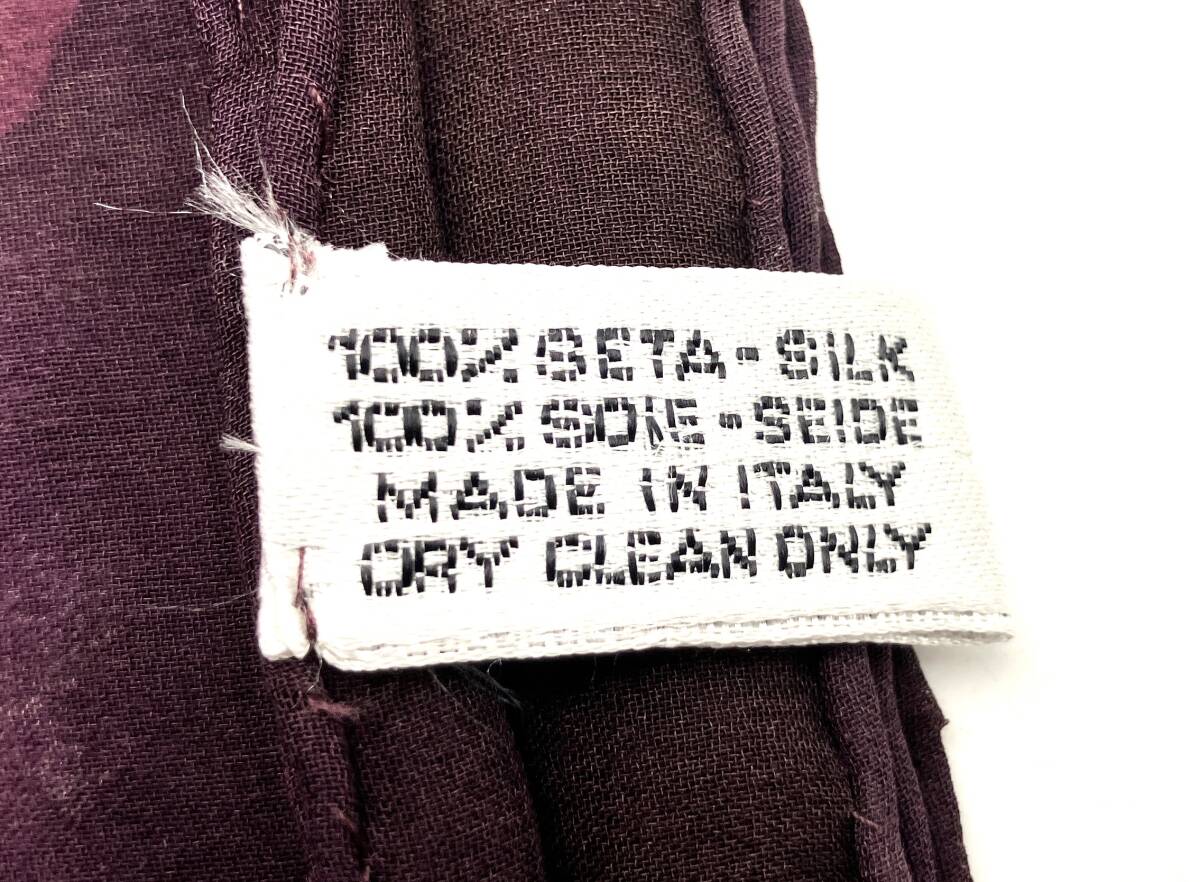 100% SETA - SILK
100% SOIE - SEIDE
MADE IN ITALY
DRY CLEAN ONLY